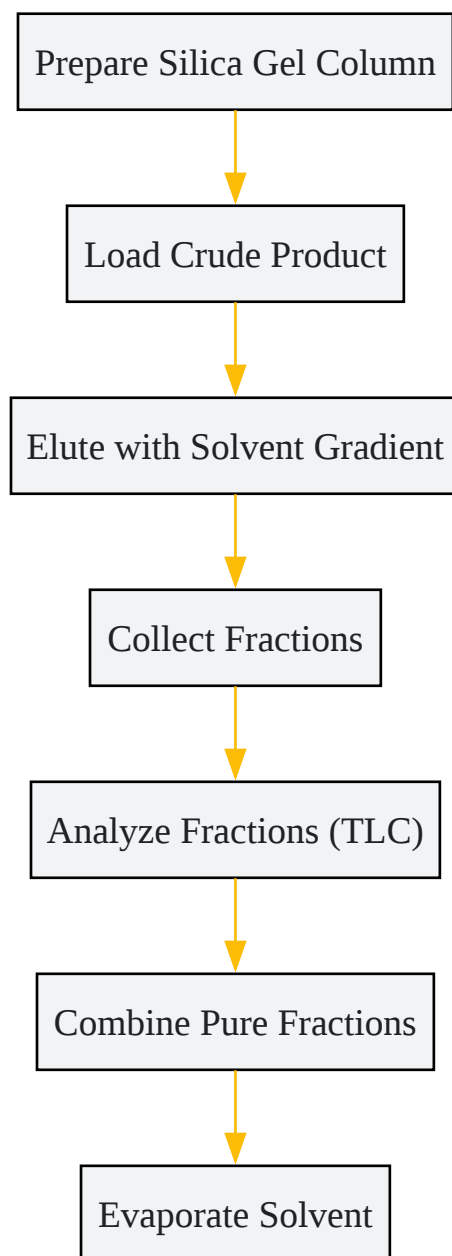 Prepare Silica Gel Column
Load Crude Product
Elute with Solvent Gradient
Collect Fractions
Analyze Fractions (TLC)
Combine Pure Fractions
Evaporate Solvent